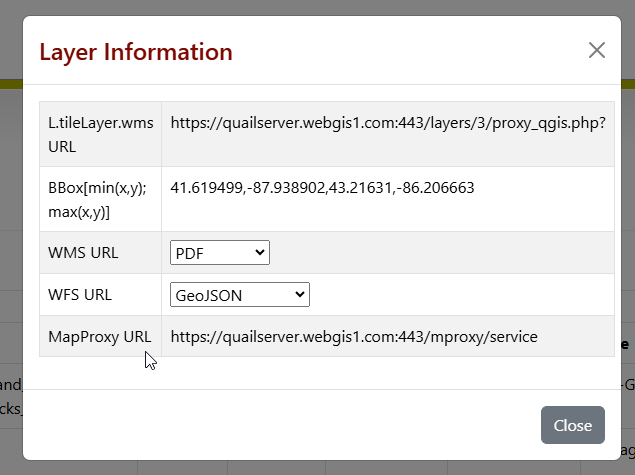 Layer Information
L.tileLayer.wms URL
https://quailserver.webgis1.com:443/layers/3/proxy_qgis.php?
BBox[min(x,y);
max(x,y)]
41.619499,-87.938902,43.21631,-86.206663
WMS URL
PDF
WFS URL
GeoJSON
MapProxy URL
https://quailserver.webgis1.com:443/mproxy/service
Close